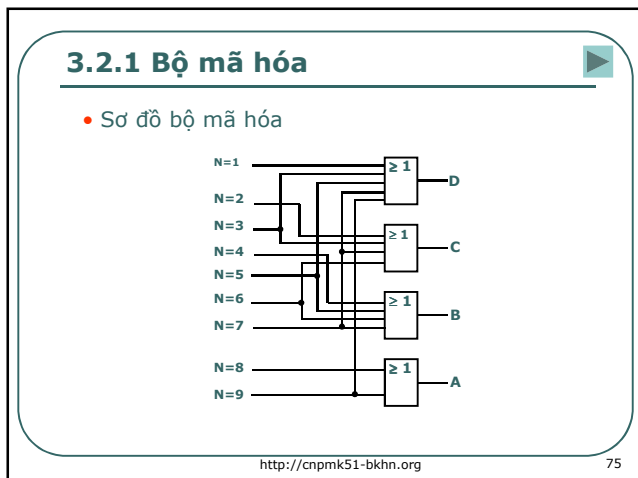 3.2.1 Bộ mã hóa
• Sơ đồ bộ mã hóa
N=1
≥ 1
D
N=2
N=3
≥ 1
C
N=4
N=5
N=6
≥ 1
B
N=7
N=8
≥ 1
A
N=9
http://cnpmk51-bkhn.org
75